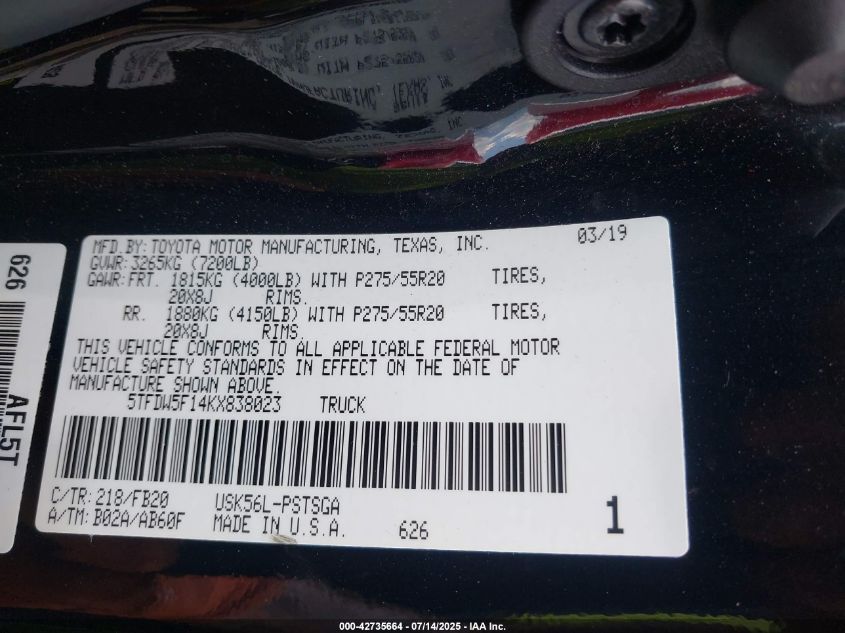 MFD.BY: TOYOTA MOTOR MANUFACTURING, TEXAS, INC. 03/19
GVWR: 3265KG (7200LB)
GAWR: FRT. 1815KG (4000LB) WITH P275/55R20 TIRES,
20X8J RIMS.
RR. 1880KG (4150LB) WITH P275/55R20 TIRES,
20X8J RIMS.
THIS VEHICLE CONFORMS TO ALL APPLICABLE FEDERAL MOTOR
VEHICLE SAFETY STANDARDS IN EFFECT ON THE DATE OF
MANUFACTURE SHOWN ABOVE.
5TFDW5F14KX838023 TRUCK
C/TR: 218/FB20 USK56L-PSTSGA
A/TM: B02A/AB60F MADE IN U.S.A. 626 1
626
AFL5T
000-42735664 - 07/14/2025 - IAA Inc.